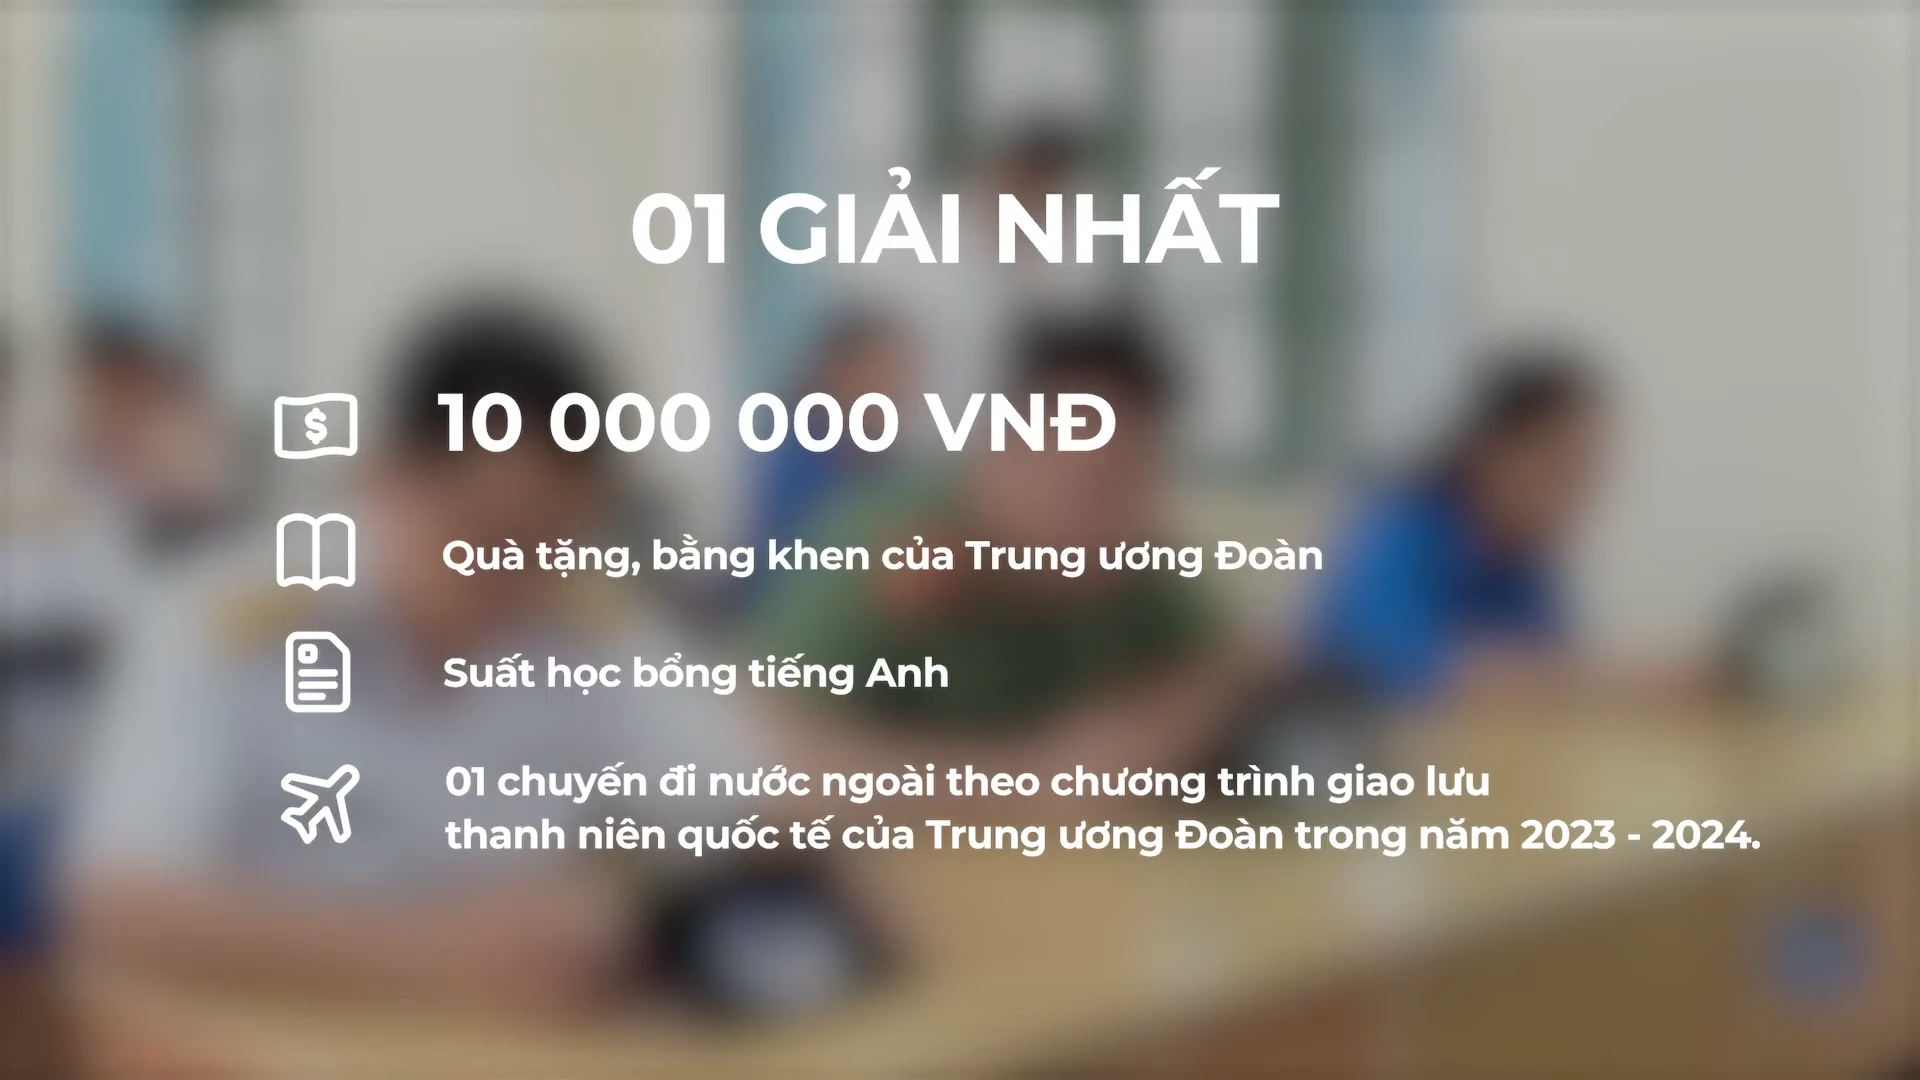 01 GIẢI NHẤT
10 000 000 VNĐ
Quà tặng, bằng khen của Trung ương Đoàn
Suất học bổng tiếng Anh
01 chuyến đi nước ngoài theo chương trình giao lưu
thanh niên quốc tế của Trung ương Đoàn trong năm 2023 - 2024.